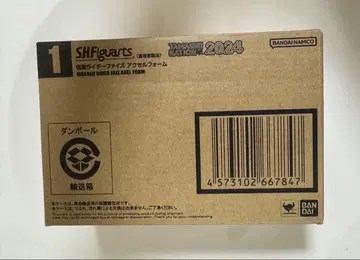 1
S.H.Figuarts
(真骨彫製法)
TAMASHII NATION 2024
BANDAI NAMCO
仮面ライダーファイズ アクセルフォーム
MASKED RIDER FAIZ AXEL FORM
ダンボール
輸送箱
4 573102 667847
BAN
DAI